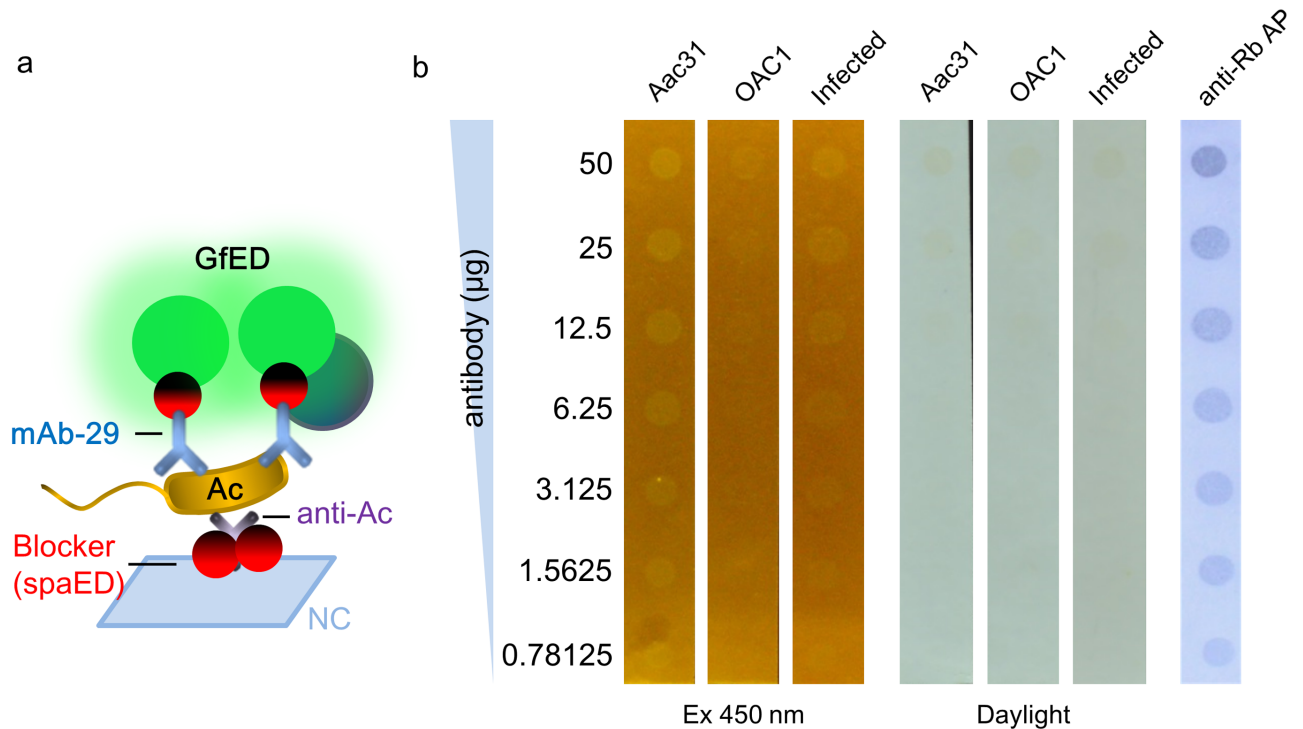 a
GfED
mAb-29
Ac
anti-Ac
Blocker
(spaED)
NC
b
Aac31
OAC1
Infected
Aac31
OAC1
Infected
anti-Rb AP
antibody (µg)
50
25
12.5
6.25
3.125
1.5625
0.78125
Ex 450 nm
Daylight